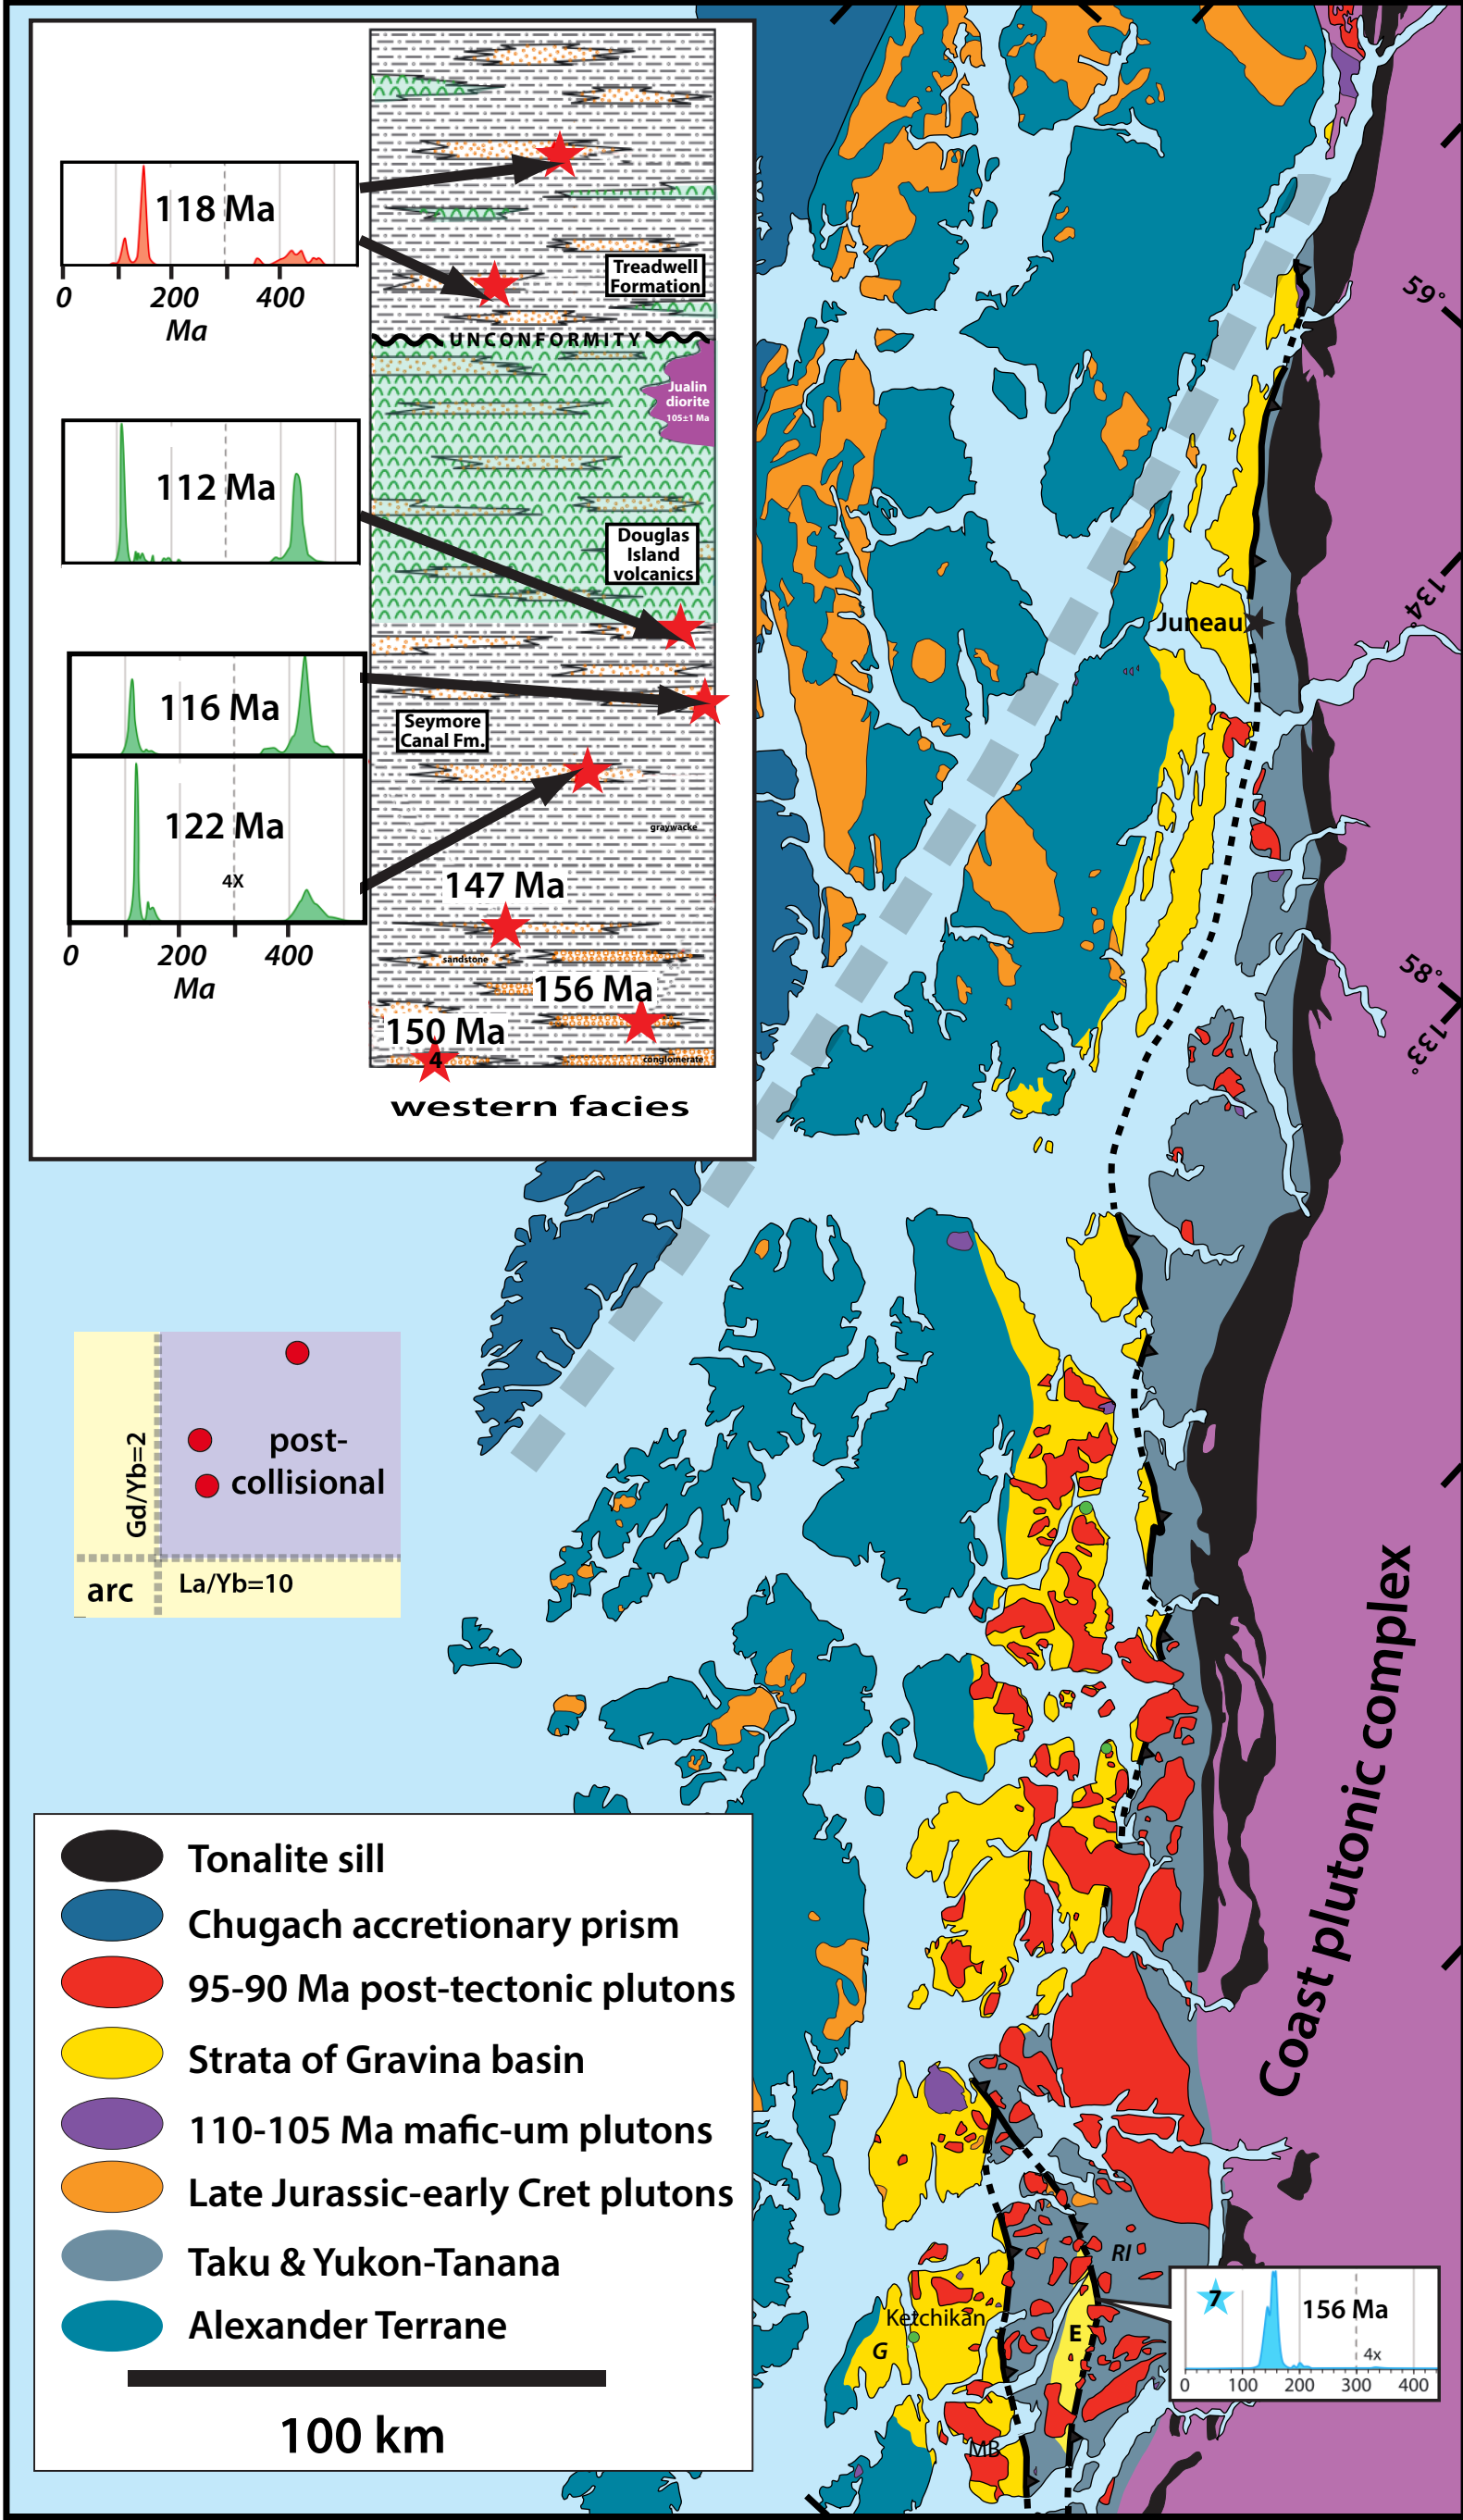 118 Ma
0
200
400
Ma
Treadwell
Formation
UNCONFORMITY
Jualin
diorite
105±1 Ma
112 Ma
Douglas
Island
volcanics
116 Ma
Seymore
Canal Fm.
122 Ma
4X
0
200
400
Ma
graywacke
147 Ma
sandstone
156 Ma
150 Ma
4
conglomerate
western facies
59°
134°
Juneau
58°
133°
Gd/Yb=2
post-
collisional
arc
La/Yb=10
Coast plutonic complex
Tonalite sill
Chugach accretionary prism
95-90 Ma post-tectonic plutons
Strata of Gravina basin
110-105 Ma mafic-um plutons
Late Jurassic-early Cret plutons
Taku & Yukon-Tanana
Alexander Terrane
100 km
RI
Ketchikan
G
E
MB
7
156 Ma
4x
0
100
200
300
400